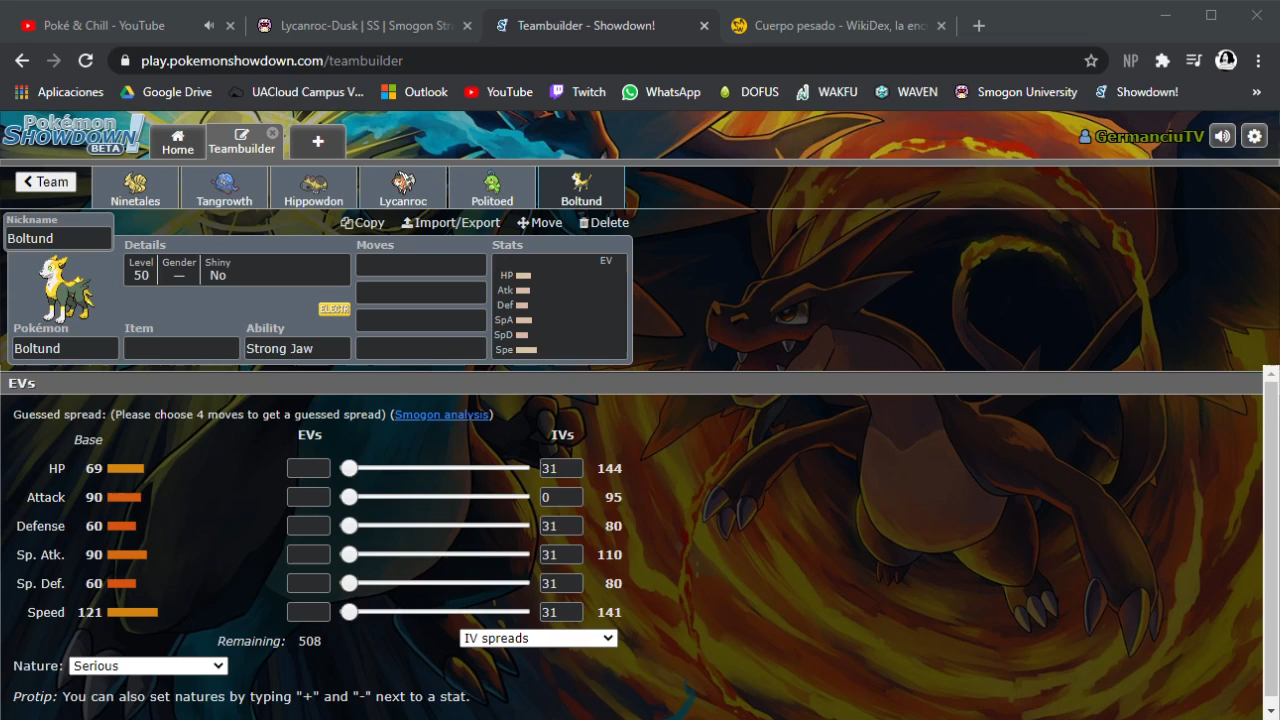 Poké & Chill - YouTube
Lycanroc-Dusk | SS | Smogon Str
Teambuilder - Showdown!
Cuerpo pesado - WikiDex, la enc
play.pokemonshowdown.com/teambuilder
NP
Aplicaciones
Google Drive
UACloud Campus V...
Outlook
YouTube
Twitch
WhatsApp
DOFUS
WAKFU
WAVEN
Smogon University
Showdown!
»
Pokémon
SHOWDOWN!
BETA
Home
Teambuilder
GermanciuTV
Team
Ninetales
Tangrowth
Hippowdon
Lycanroc
Politoed
Boltund
Copy
Import/Export
Move
Delete
Nickname
Boltund
Details
Level
50
Gender
—
Shiny
No
ELECTR
Pokémon
Boltund
Item
Ability
Strong Jaw
Moves
Stats
EV
HP
Atk
Def
SpA
SpD
Spe
EVs
Guessed spread: (Please choose 4 moves to get a guessed spread) (Smogon analysis)
Base EVs IVs
HP 69 31 144
Attack 90 0 95
Defense 60 31 80
Sp. Atk. 90 31 110
Sp. Def. 60 31 80
Speed 121 31 141
Remaining: 508
IV spreads
Nature: Serious
Protip: You can also set natures by typing "+" and "-" next to a stat.